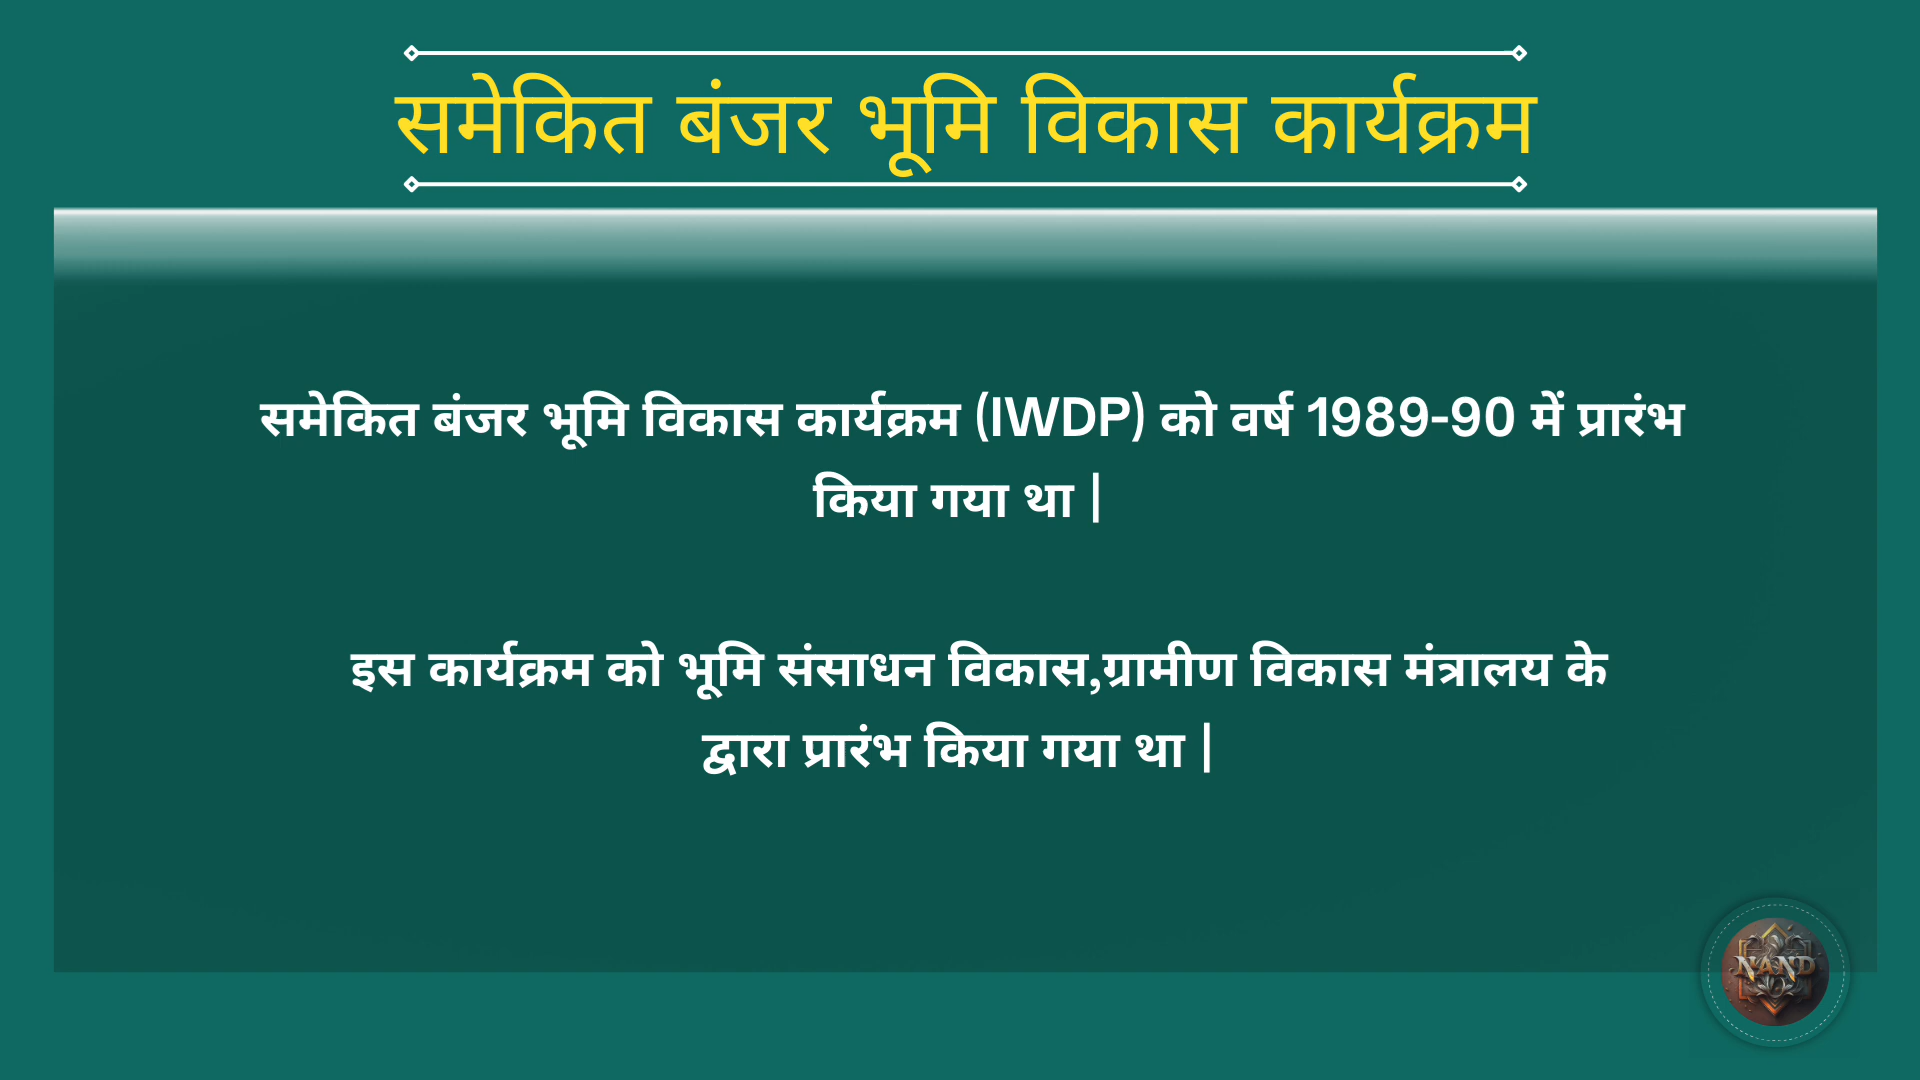 समेकित बंजर भूमि विकास कार्यक्रम
समेकित बंजर भूमि विकास कार्यक्रम (IWDP) को वर्ष 1989-90 में प्रारंभ
किया गया था |
इस कार्यक्रम को भूमि संसाधन विकास,ग्रामीण विकास मंत्रालय के
द्वारा प्रारंभ किया गया था |
NAND